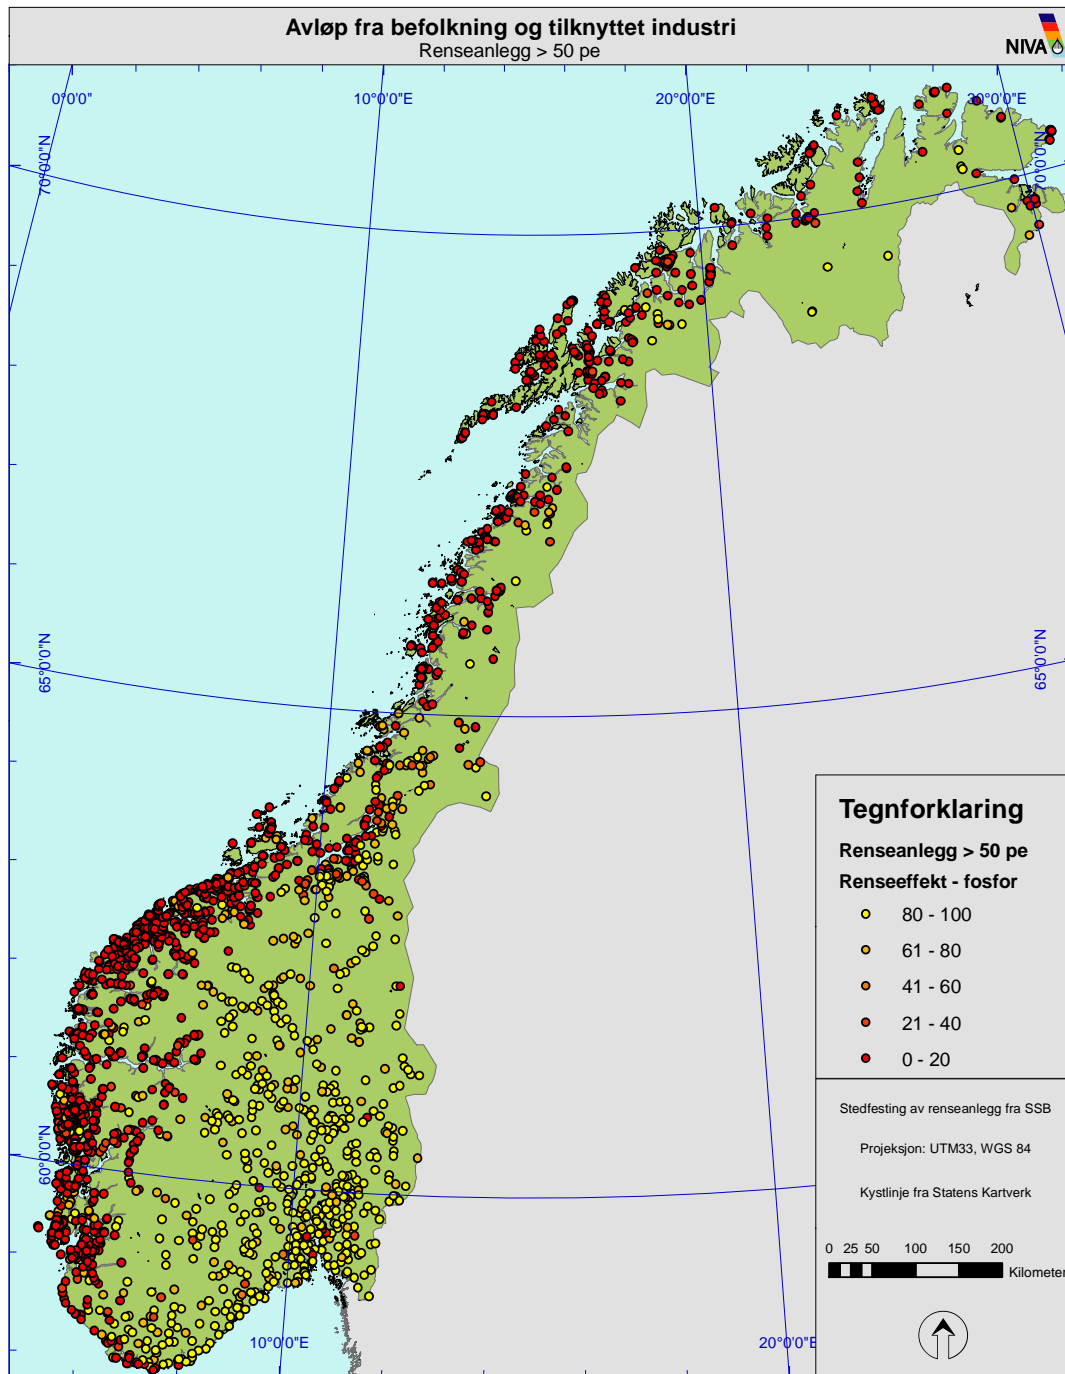 Avløp fra befolkning og tilknyttet industri
Renseanlegg > 50 pe
NIVA
0°0'0"
10°0'0"E
20°0'0"E
30°0'0"E
70°0'0"N
70°0'0"N
65°0'0"N
65°0'0"N
60°0'0"N
10°0'0"E
20°0'0"E
Tegnforklaring
Renseanlegg > 50 pe
Renseeffekt - fosfor
80 - 100
61 - 80
41 - 60
21 - 40
0 - 20
Stedfesting av renseanlegg fra SSB
Projeksjon: UTM33, WGS 84
Kystlinje fra Statens Kartverk
0 25 50 100 150 200
Kilometer